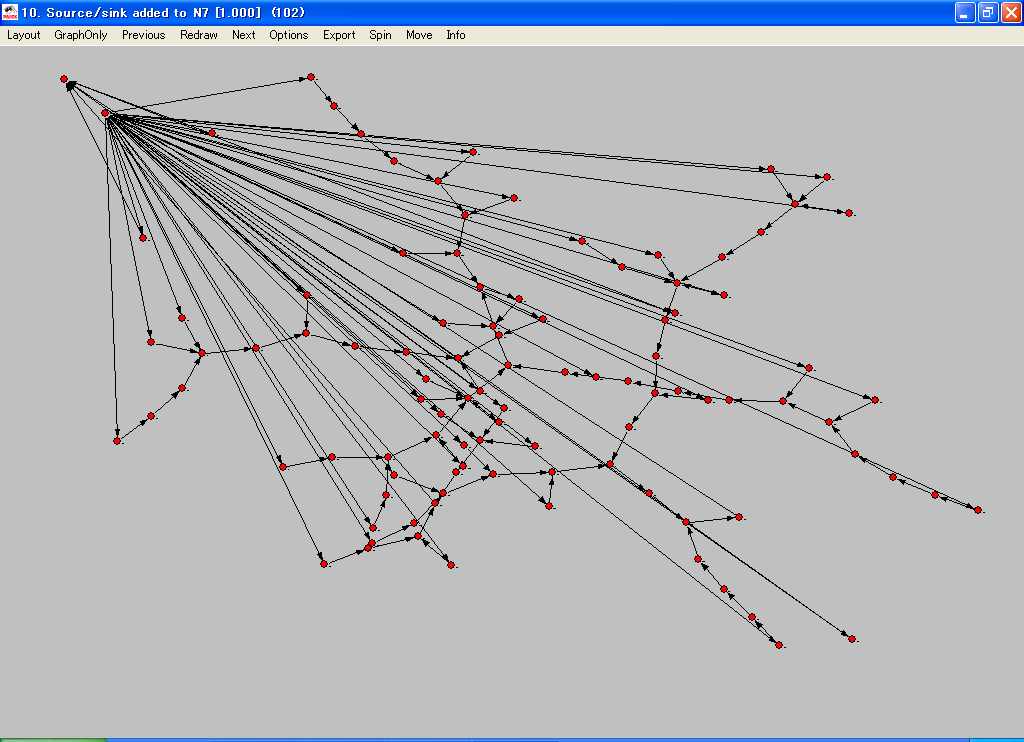 10. Source/sink added to N7 [1.000] (102)
Layout GraphOnly Previous Redraw Next Options Export Spin Move Info